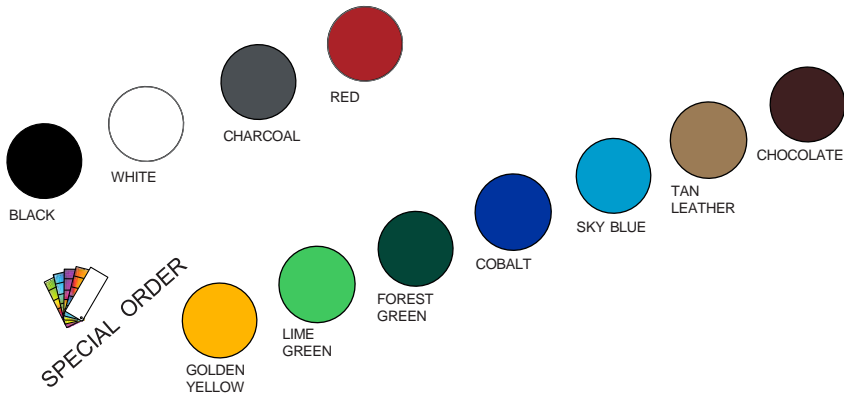 RED
CHARCOAL
WHITE
BLACK
CHOCOLATE
TAN
LEATHER
SKY BLUE
COBALT
FOREST
GREEN
LIME
GREEN
GOLDEN
YELLOW
SPECIAL ORDER